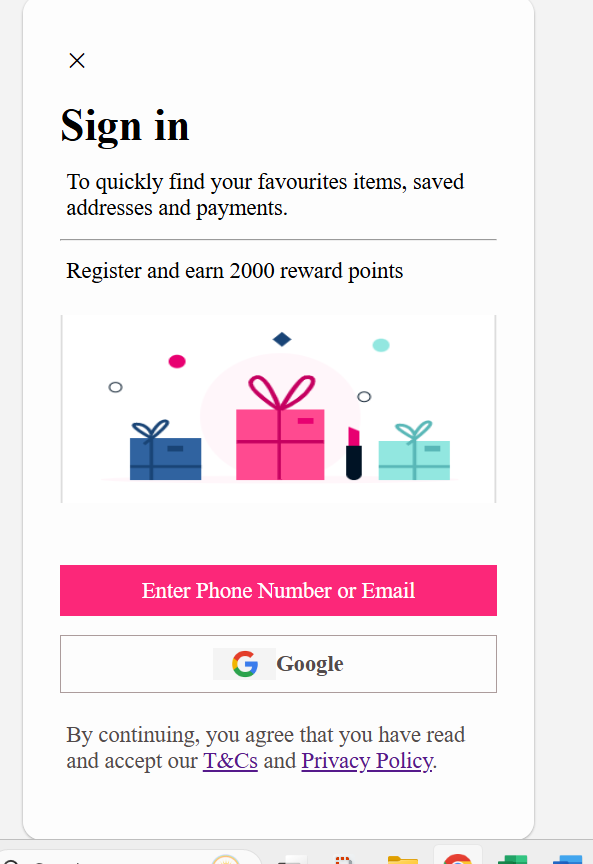 Sign in
To quickly find your favourites items, saved
addresses and payments.
Register and earn 2000 reward points
Enter Phone Number or Email
Google
By continuing, you agree that you have read
and accept our T&Cs and Privacy Policy.